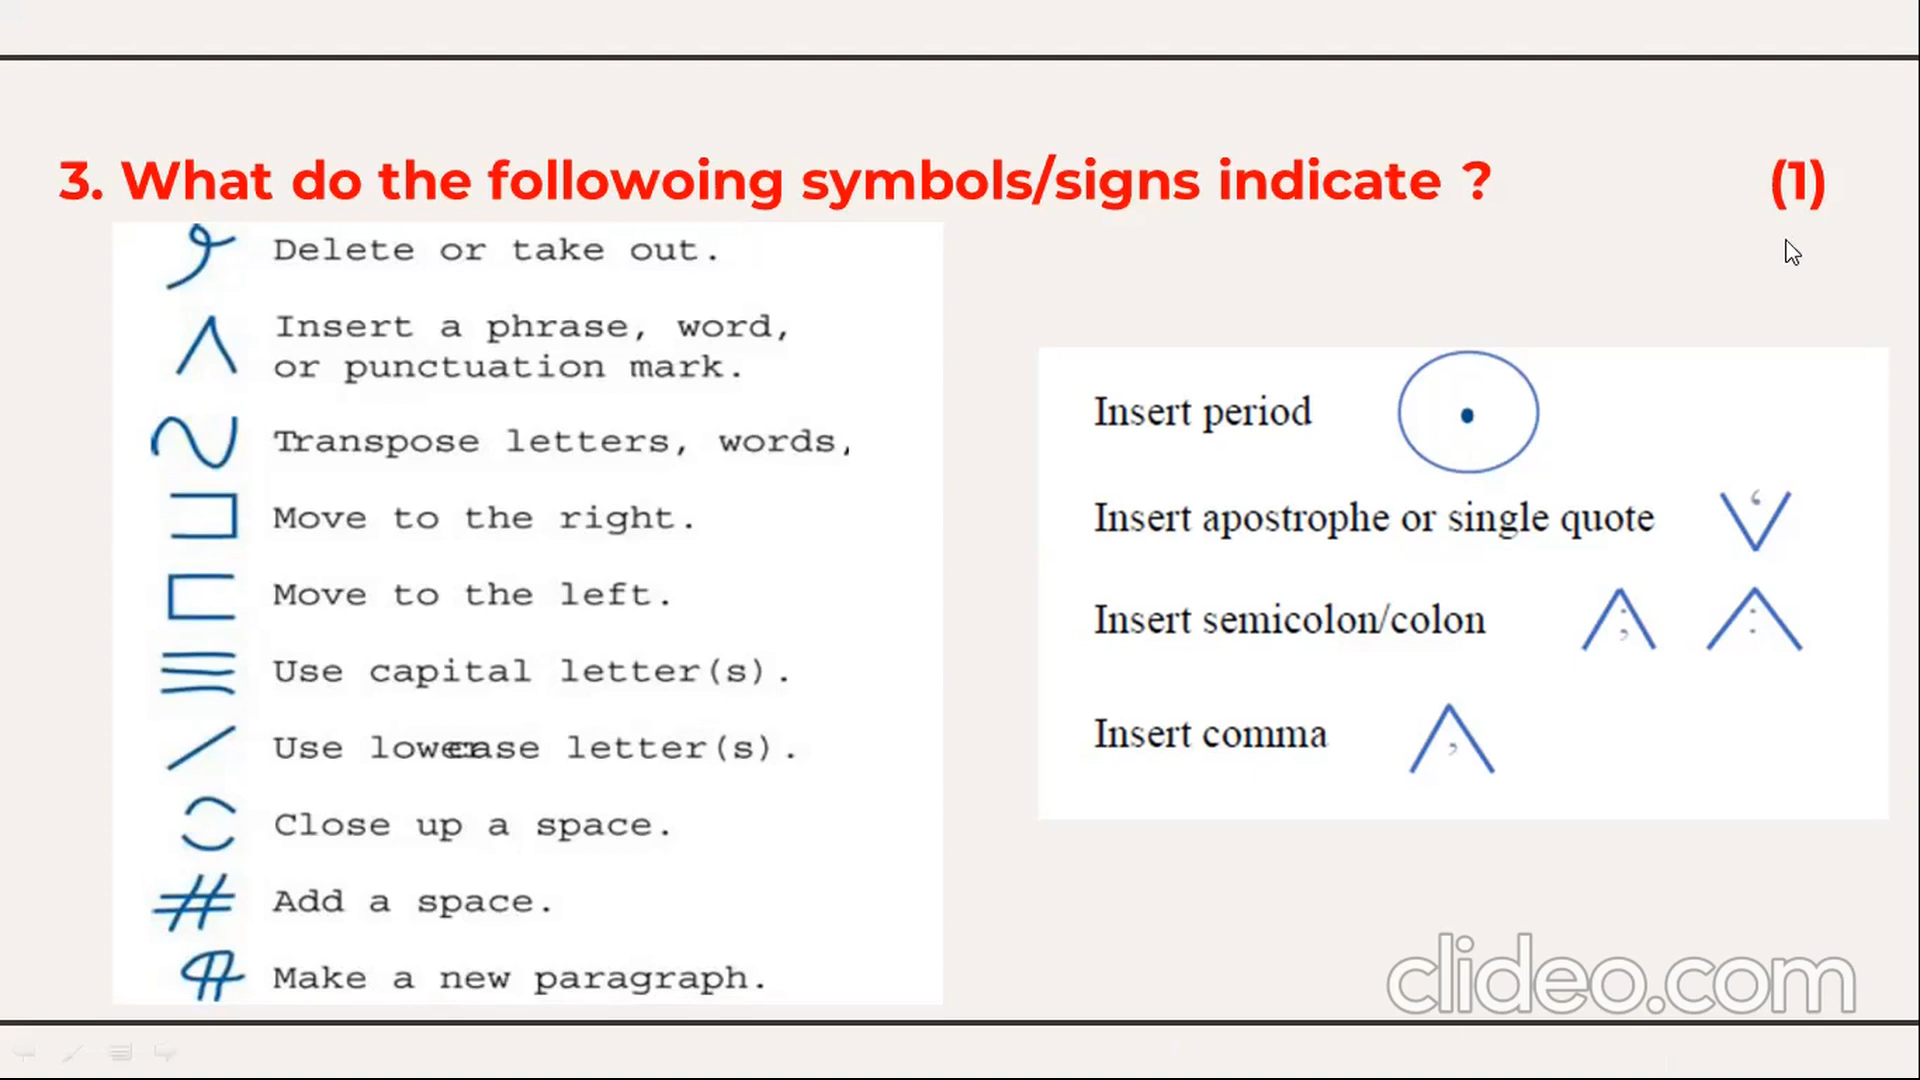 3. What do the followoing symbols/signs indicate ? (1)
Delete or take out.
Insert a phrase, word,
or punctuation mark.
Transpose letters, words,
Move to the right.
Move to the left.
Use capital letter(s).
Use lowercase letter(s).
Close up a space.
Add a space.
Make a new paragraph.
Insert period
Insert apostrophe or single quote
Insert semicolon/colon
Insert comma
clideo.com